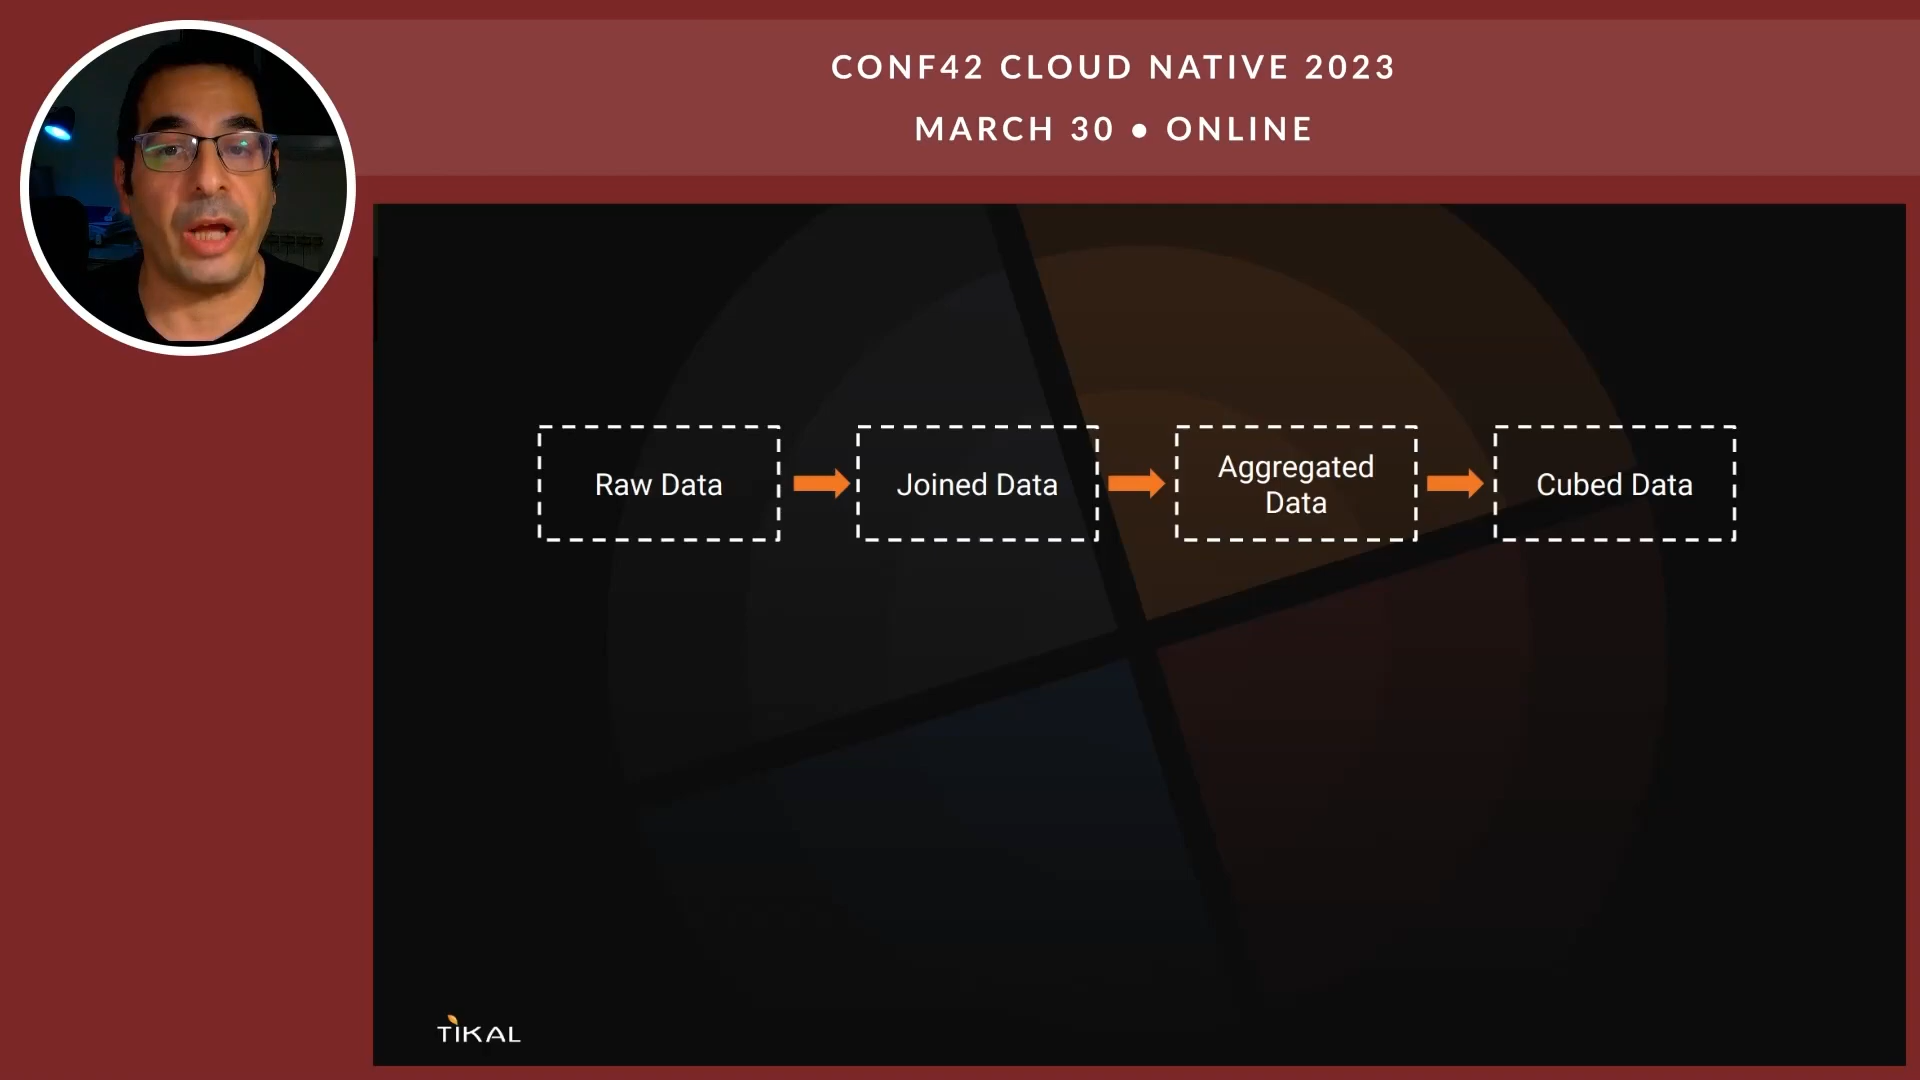 CONF42 CLOUD NATIVE 2023
MARCH 30 ● ONLINE
Raw Data
Joined Data
Aggregated
Data
Cubed Data
TIKAL